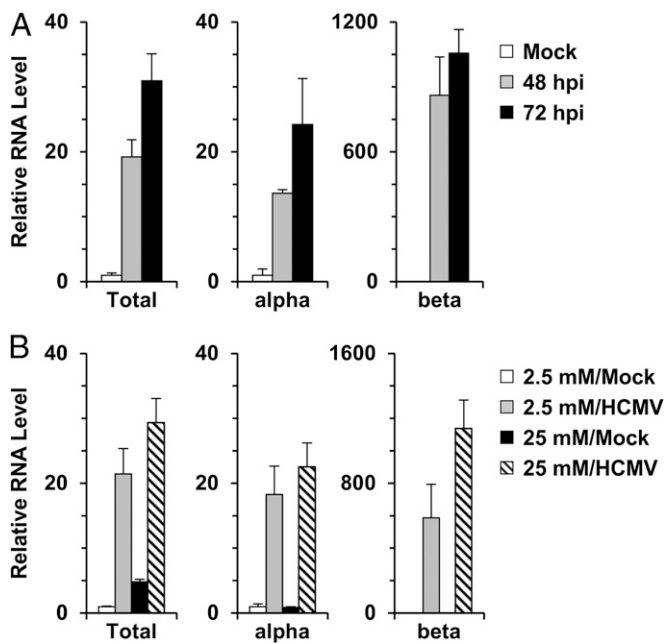 A
Relative RNA Level
40
20
0
Total
40
20
0
alpha
1200
600
0
beta
Mock
48 hpi
72 hpi
B
Relative RNA Level
40
20
0
Total
40
20
0
alpha
1600
800
0
beta
2.5 mM/Mock
2.5 mM/HCMV
25 mM/Mock
25 mM/HCMV